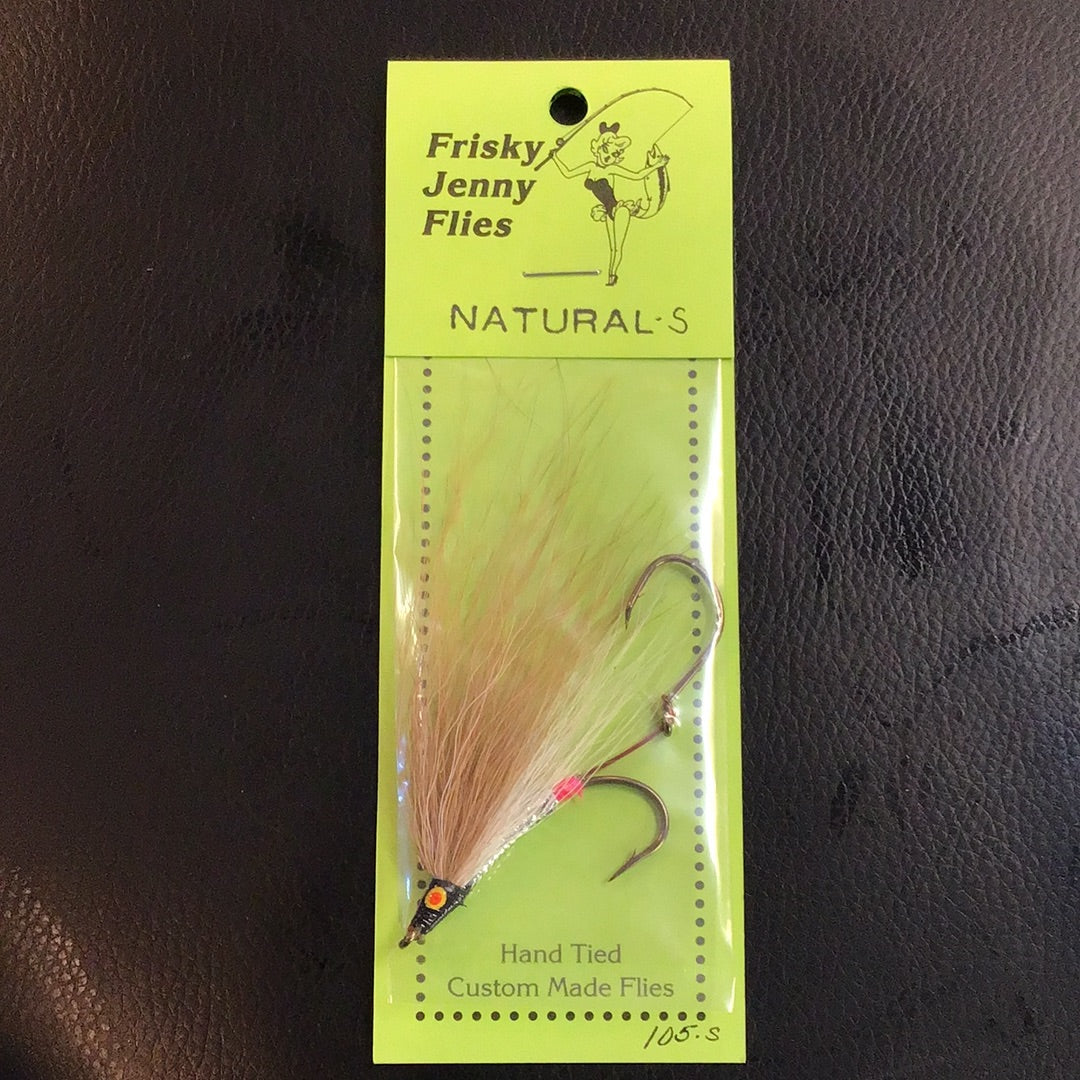 Frisky
Jenny
Flies
NATURAL-S
Hand Tied
Custom Made Flies
105-S